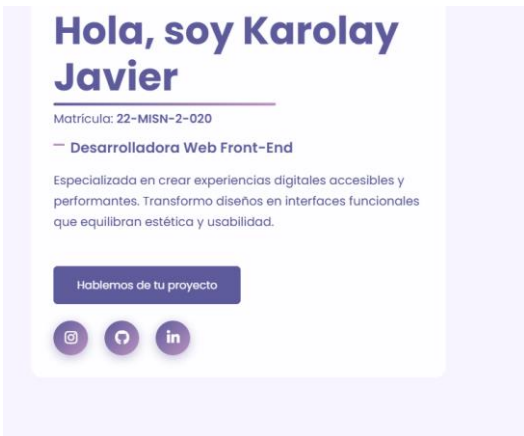 Hola, soy Karolay
Javier
Matrícula: 22-MISN-2-020
Desarrolladora Web Front-End
Especializada en crear experiencias digitales accesibles y
performantes. Transformo diseños en interfaces funcionales
que equilibran estética y usabilidad.
Hablemos de tu proyecto
in